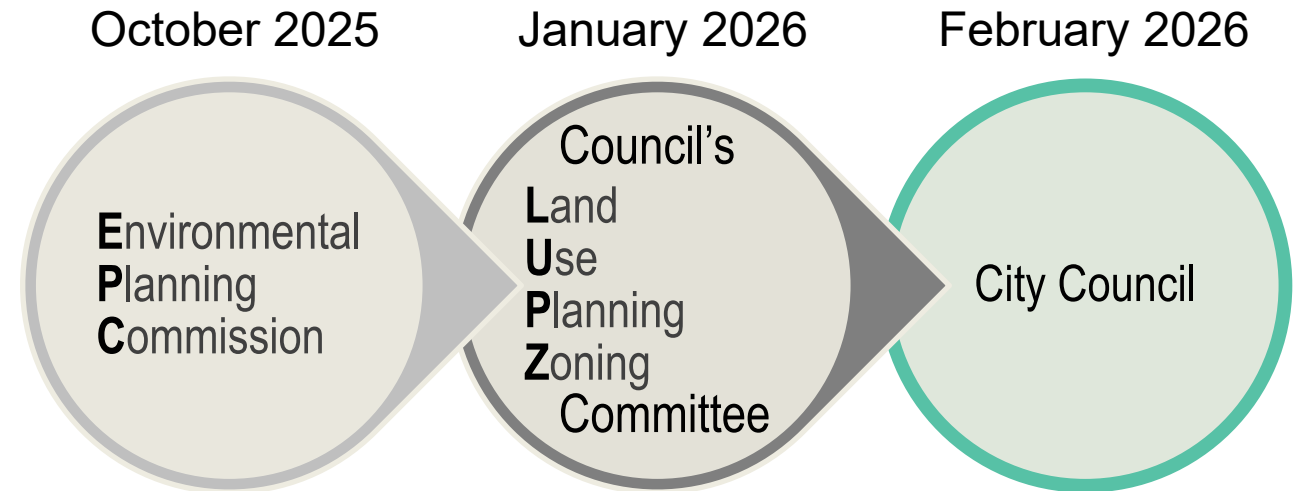 October 2025
January 2026
February 2026
Environmental
Planning
Commission
Council’s
Land
Use
Planning
Zoning
Committee
City Council